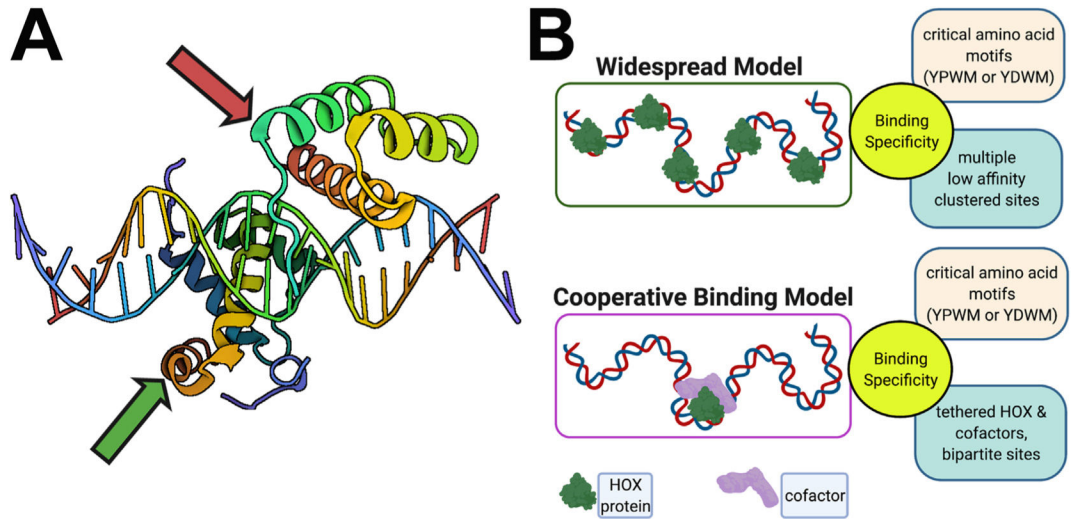 A
B
Widespread Model
Binding
Specificity
critical amino acid
motifs
(YPWM or YDWM)
multiple
low affinity
clustered sites
Cooperative Binding Model
Binding
Specificity
critical amino acid
motifs
(YPWM or YDWM)
tethered HOX &
cofactors,
bipartite sites
HOX
protein
cofactor